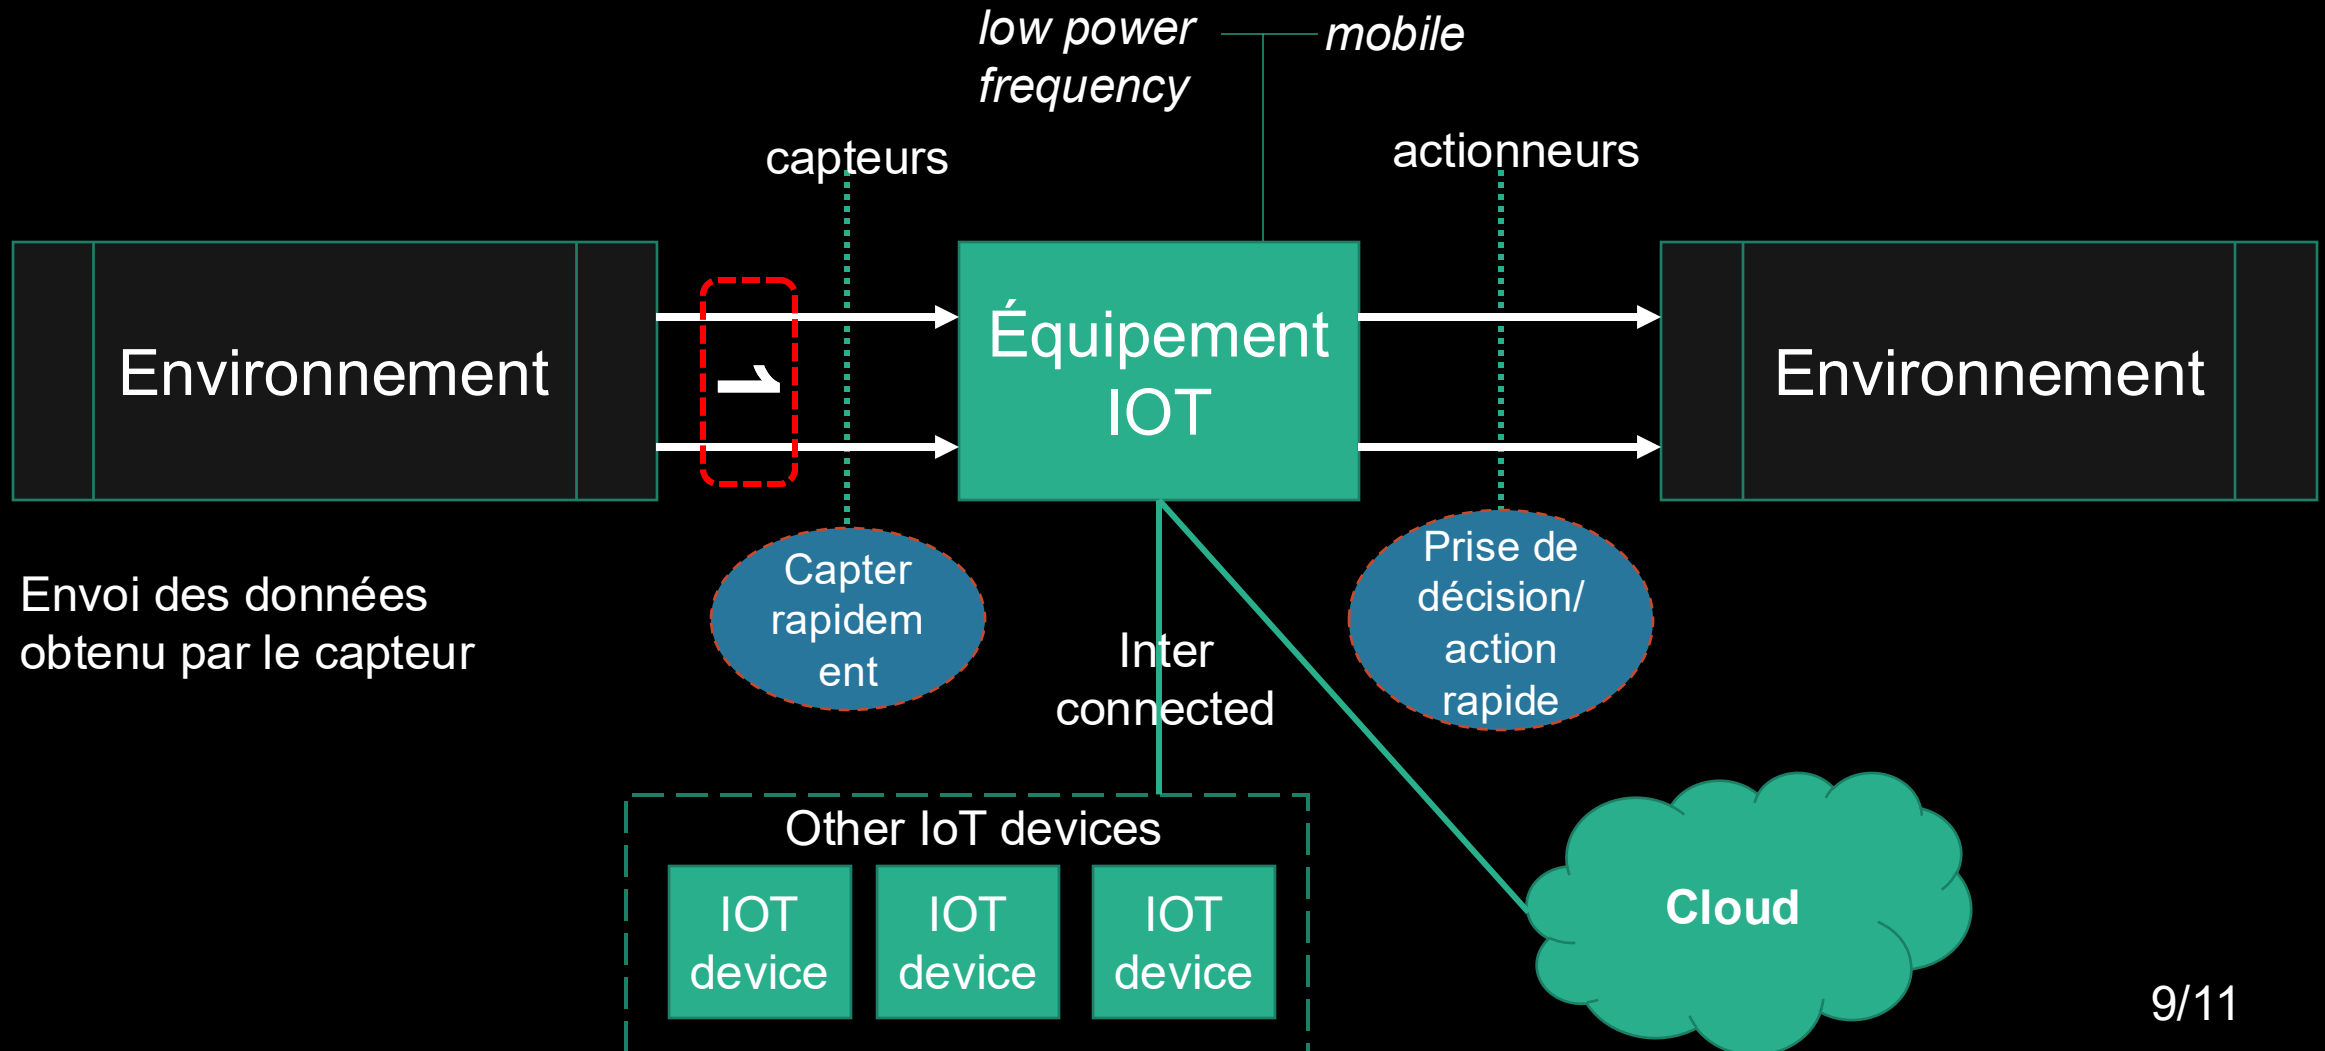 low power
frequency
mobile
capteurs
actionneurs
Environnement
1
Équipement
IOT
Environnement
Envoi des données
obtenu par le capteur
Capter
rapidem
ent
Inter
connected
Prise de
décision/
action
rapide
Other IoT devices
IOT
device
IOT
device
IOT
device
Cloud
9/11